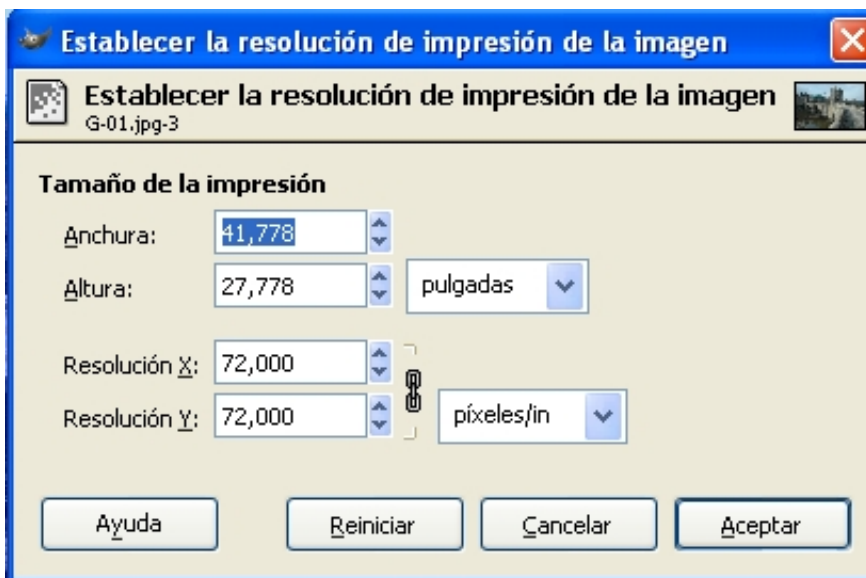 Establecer la resolución de impresión de la imagen
Establecer la resolución de impresión de la imagen
G-01.jpg-3
Tamaño de la impresión
Anchura: 41,778
Altura: 27,778 pulgadas
Resolución X: 72,000
Resolución Y: 72,000 píxeles/in
Ayuda Reiniciar Cancelar Aceptar